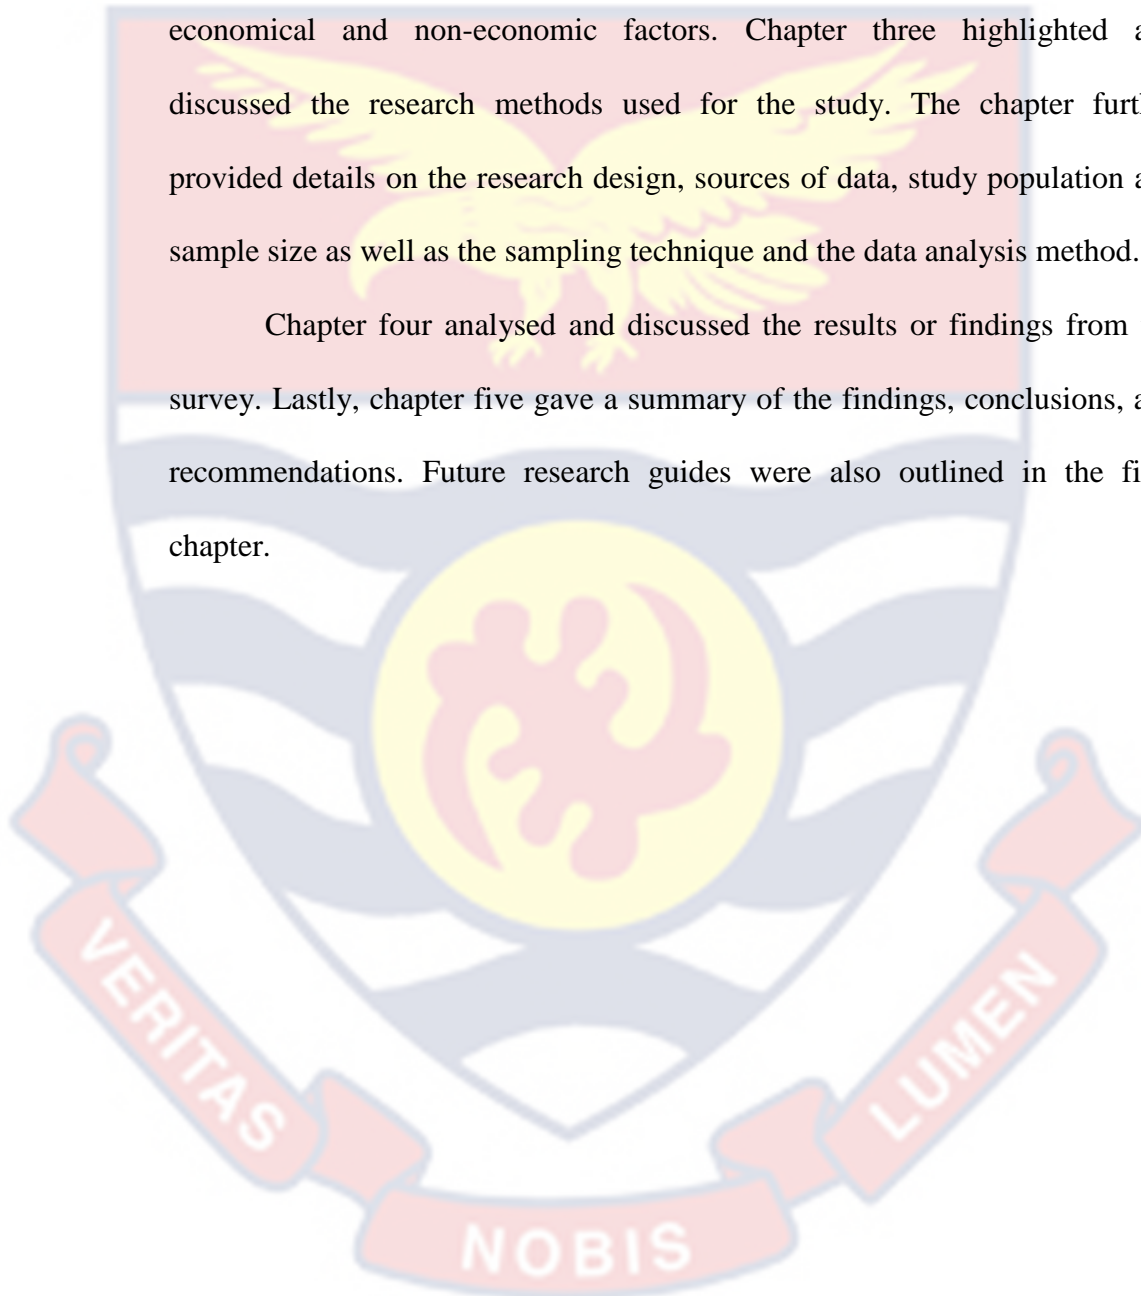 economical and non-economic factors. Chapter three highlighted a
discussed the research methods used for the study. The chapter furt
provided details on the research design, sources of data, study population a
sample size as well as the sampling technique and the data analysis method.
Chapter four analysed and discussed the results or findings from
survey. Lastly, chapter five gave a summary of the findings, conclusions, a
recommendations. Future research guides were also outlined in the fi
chapter.
VERITAS
NOBIS
LUMEN